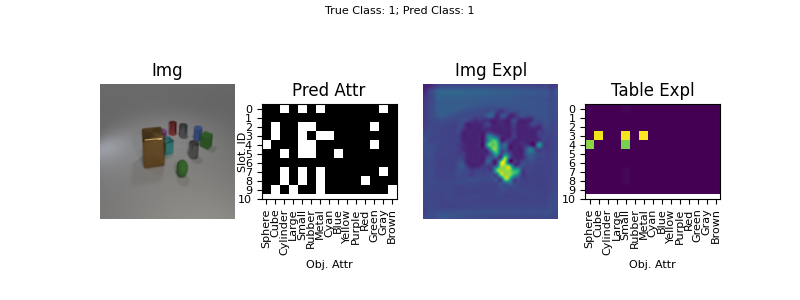 True Class: 1; Pred Class: 1
Img
Pred Attr
Img Expl
Table Expl
Slot. ID
0
1
2
3
4
5
6
7
8
9
10
Sphere
Cube
Cylinder
Large
Small
Rubber
Metal
Cyan
Blue
Yellow
Purple
Red
Green
Gray
Brown
Obj. Attr
0
1
2
3
4
5
6
7
8
9
10
Sphere
Cube
Cylinder
Large
Small
Rubber
Metal
Cyan
Blue
Yellow
Purple
Red
Green
Gray
Brown
Obj. Attr